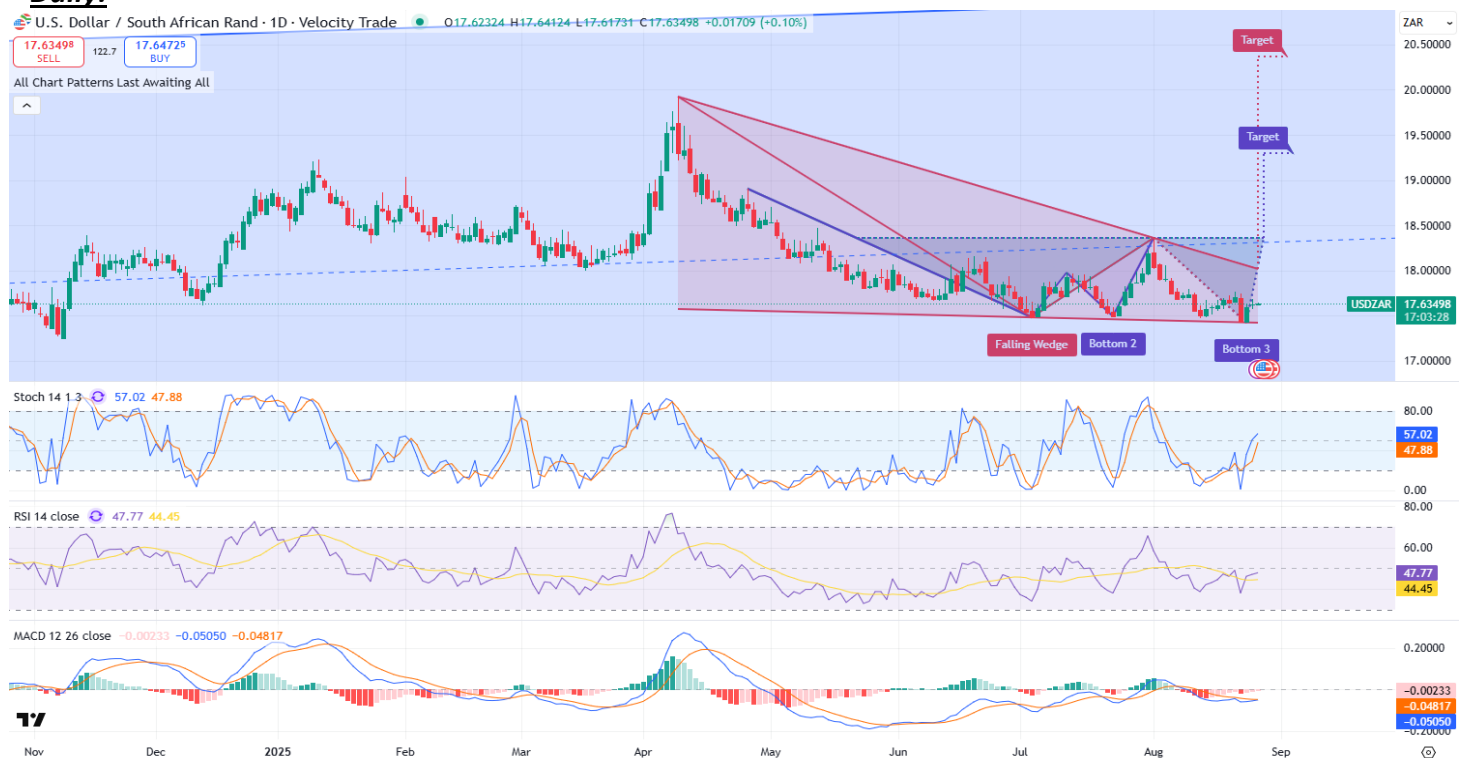 Daily:
U.S. Dollar / South African Rand · 1D · Velocity Trade O17.62324 H17.64124 L17.61731 C17.63498 +0.01709 (+0.10%)
ZAR
17.63498 SELL 122.7 17.64725 BUY
All Chart Patterns Last Awaiting All
Target
20.50000
20.00000
Target
19.50000
19.00000
18.50000
18.00000
USDZAR 17.63498
17:03:28
Falling Wedge Bottom 2 Bottom 3
17.00000
Stoch 14 1 3 57.02 47.88
80.00
57.02
47.88
0.00
RSI 14 close 47.77 44.45
80.00
60.00
47.77
44.45
MACD 12 26 close −0.00233 −0.05050 −0.04817
0.20000
−0.00233
−0.04817
−0.05050
−0.20000
Nov Dec 2025 Feb Mar Apr May Jun Jul Aug Sep